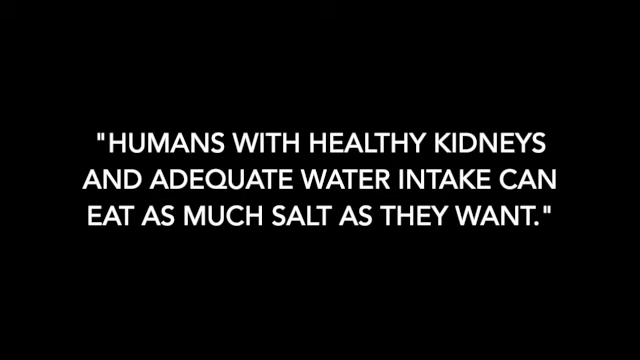 "HUMANS WITH HEALTHY KIDNEYS
AND ADEQUATE WATER INTAKE CAN
EAT AS MUCH SALT AS THEY WANT."